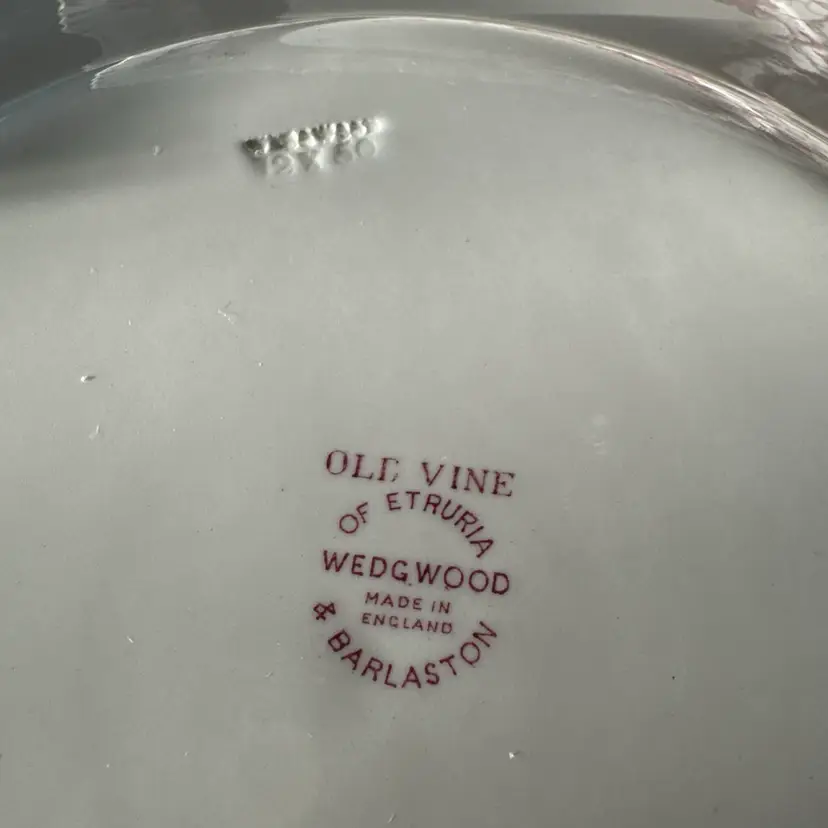 OLD VINE
OF ETRURIA
WEDGWOOD
MADE IN
ENGLAND
& BARLASTON